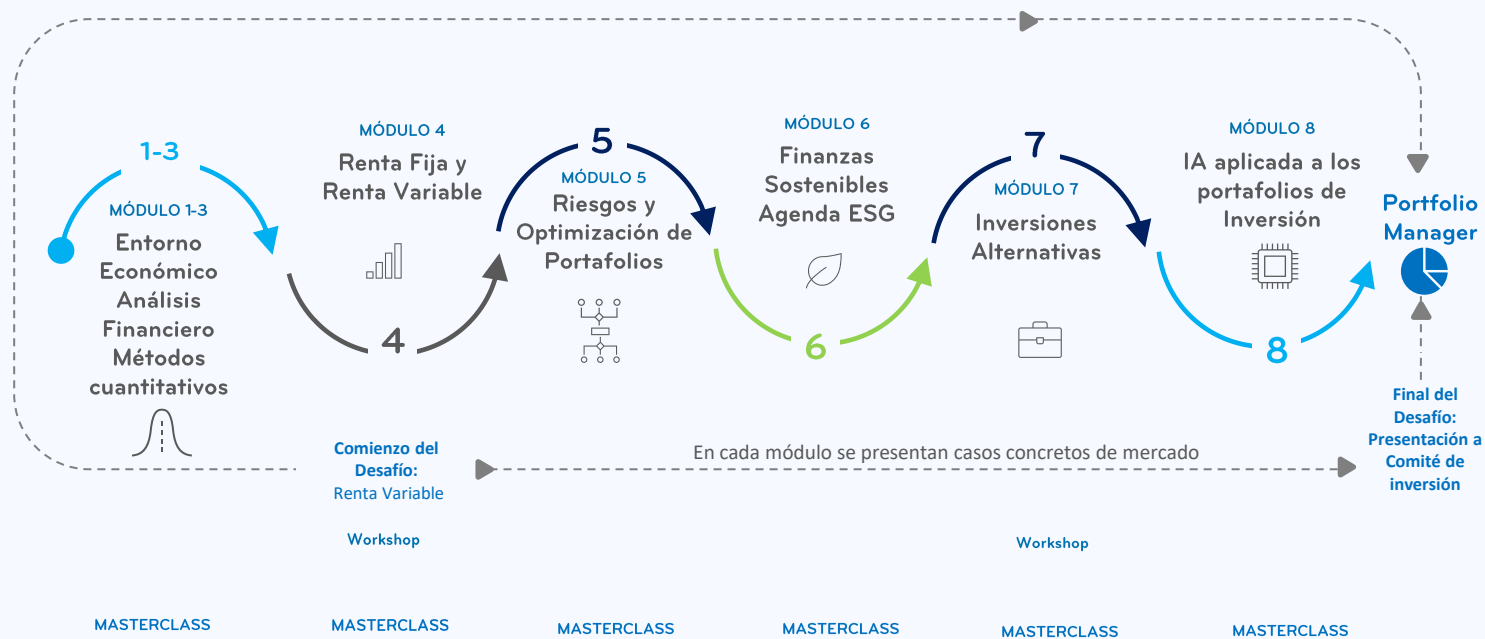 1-3
MÓDULO 1-3
Entorno
Económico
Análisis
Financiero
Métodos
cuantitativos
MÓDULO 4
Renta Fija y
Renta Variable
4
5
MÓDULO 5
Riesgos y
Optimización de
Portafolios
MÓDULO 6
Finanzas
Sostenibles
Agenda ESG
6
7
MÓDULO 7
Inversiones
Alternativas
MÓDULO 8
IA aplicada a los
portafolios de
Inversión
8
Portfolio
Manager
Comienzo del
Desafío:
Renta Variable
En cada módulo se presentan casos concretos de mercado
Final del
Desafío:
Presentación a
Comité de
inversión
Workshop
Workshop
MASTERCLASS
MASTERCLASS
MASTERCLASS
MASTERCLASS
MASTERCLASS
MASTERCLASS